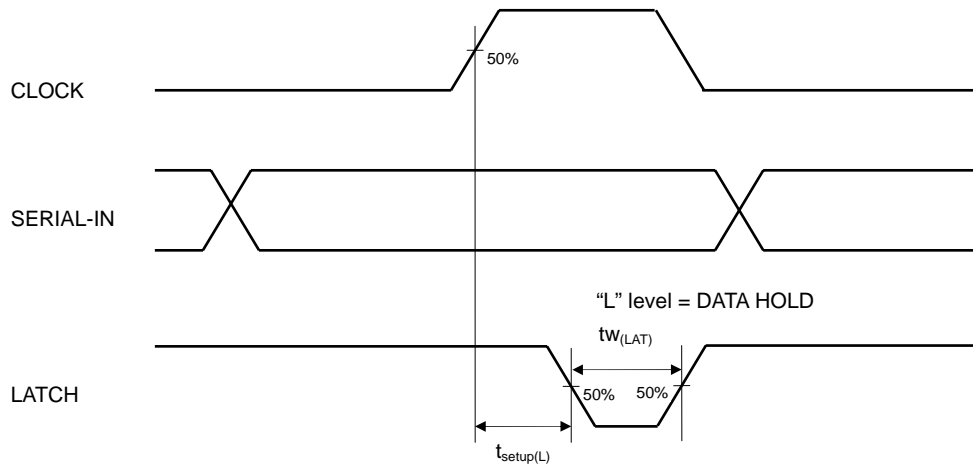 50%
CLOCK
SERIAL-IN
“L” level = DATA HOLD
tw(LAT)
LATCH
50%
50%
tsetup(L)